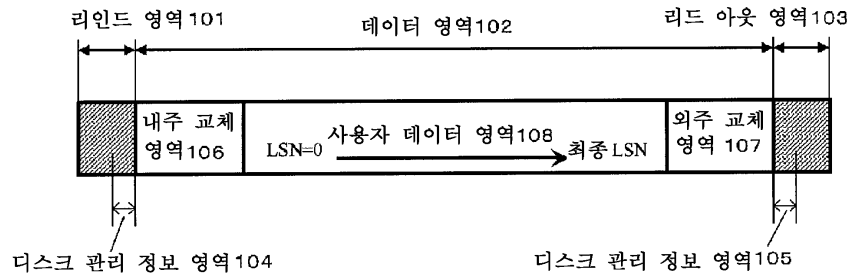 리인드 영역101
데이터 영역102
리드 아웃 영역103
내주 교체
영역106
LSN=0
사용자 데이터 영역108
최종 LSN
외주 교체
영역 107
디스크 관리 정보 영역104
디스크 관리 정보 영역105